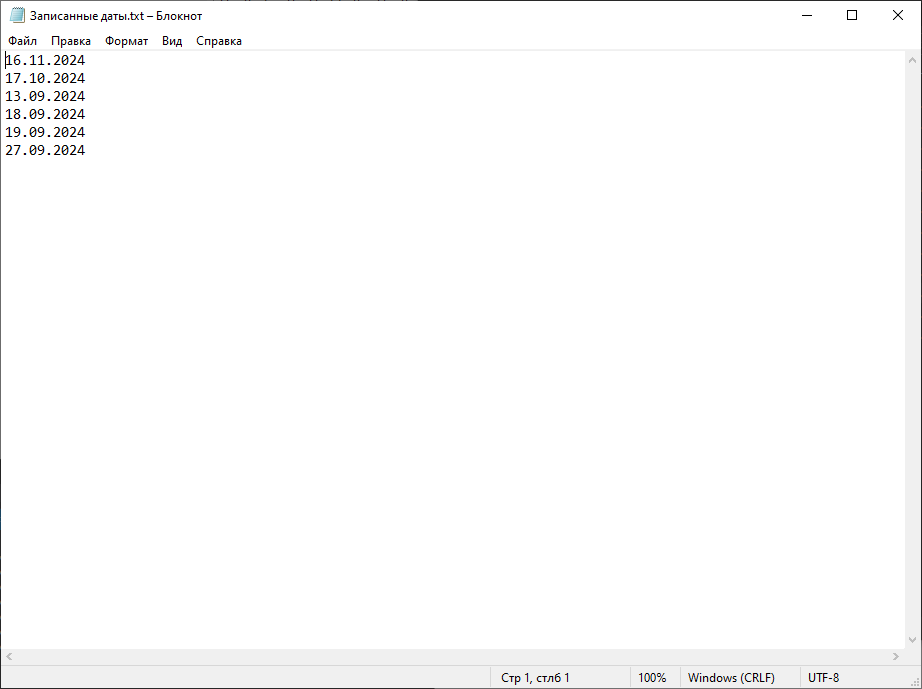 Записанные даты.txt – Блокнот
Файл Правка Формат Вид Справка
16.11.2024
17.10.2024
13.09.2024
18.09.2024
19.09.2024
27.09.2024
Стр 1, стлб 1 100% Windows (CRLF) UTF-8